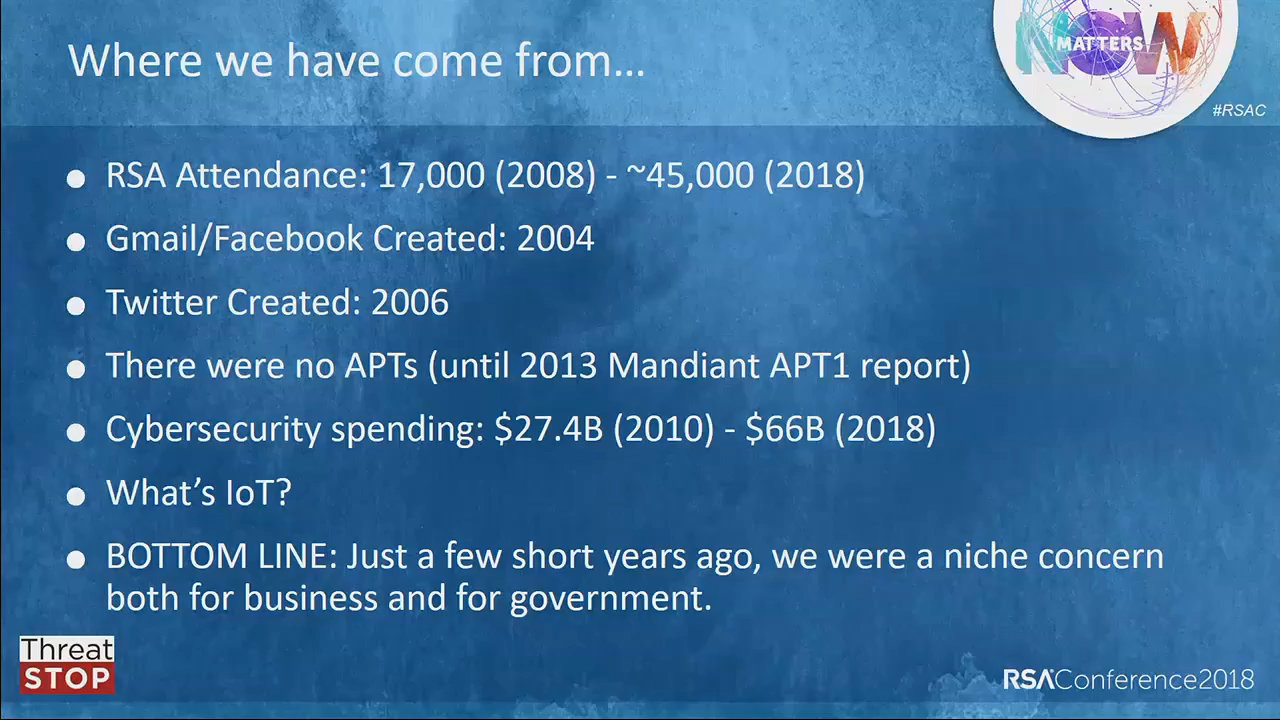 Where we have come from…
NOW
MATTERS
#RSAC
RSA Attendance: 17,000 (2008) - ~45,000 (2018)
Gmail/Facebook Created: 2004
Twitter Created: 2006
There were no APTs (until 2013 Mandiant APT1 report)
Cybersecurity spending: $27.4B (2010) - $66B (2018)
What’s IoT?
BOTTOM LINE: Just a few short years ago, we were a niche concern
both for business and for government.
Threat
STOP
RSAConference2018